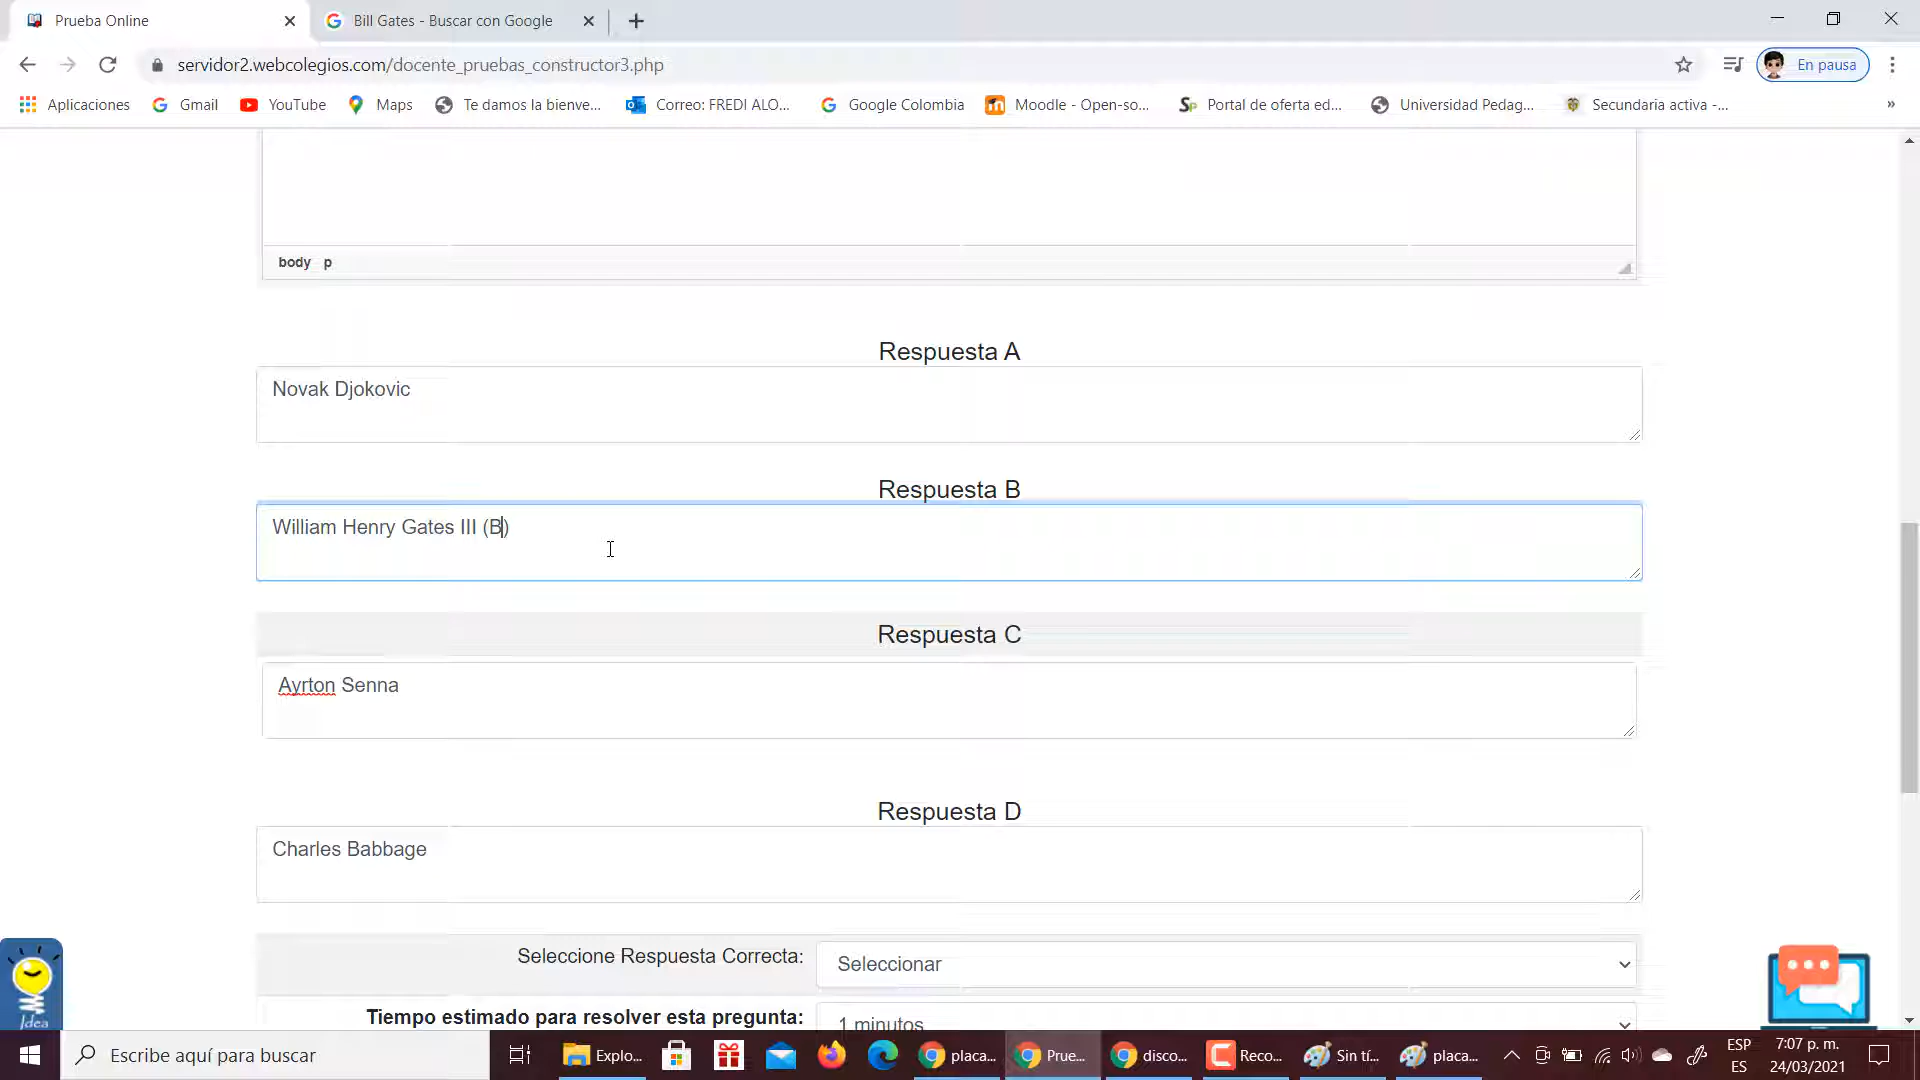 Prueba Online
Bill Gates - Buscar con Google
servidor2.webcolegios.com/docente_pruebas_constructor3.php
En pausa
Aplicaciones
Gmail
YouTube
Maps
Te damos la bienve...
Correo: FREDI ALO...
Google Colombia
Moodle - Open-so...
Portal de oferta ed...
Universidad Pedag...
Secundaria activa -...
»
body p
Respuesta A
Novak Djokovic
Respuesta B
William Henry Gates III (B)
Respuesta C
Ayrton Senna
Respuesta D
Charles Babbage
Seleccione Respuesta Correcta:
Seleccionar
Tiempo estimado para resolver esta pregunta:
1 minutos
Idea
Escribe aquí para buscar
Explo...
placa...
Prue...
disco...
Reco...
Sin tí...
placa...
ESP
ES
7:07 p. m.
24/03/2021